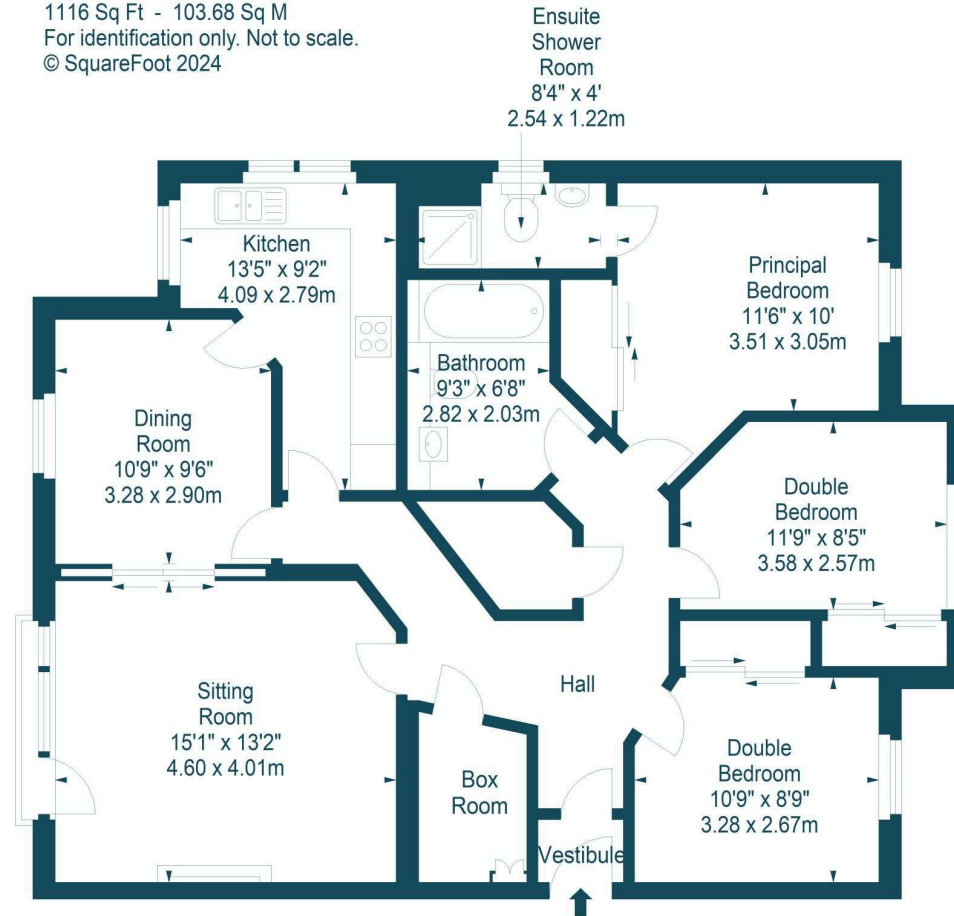 1116 Sq Ft - 103.68 Sq M
For identification only. Not to scale.
© SquareFoot 2024
Ensuite
Shower
Room
8'4" x 4'
2.54 x 1.22m
Kitchen
13'5" x 9'2"
4.09 x 2.79m
Principal
Bedroom
11'6" x 10'
3.51 x 3.05m
Bathroom
9'3" x 6'8"
2.82 x 2.03m
Dining
Room
10'9" x 9'6"
3.28 x 2.90m
Double
Bedroom
11'9" x 8'5"
3.58 x 2.57m
Sitting
Room
15'1" x 13'2"
4.60 x 4.01m
Hall
Box
Room
Double
Bedroom
10'9" x 8'9"
3.28 x 2.67m
Vestibule